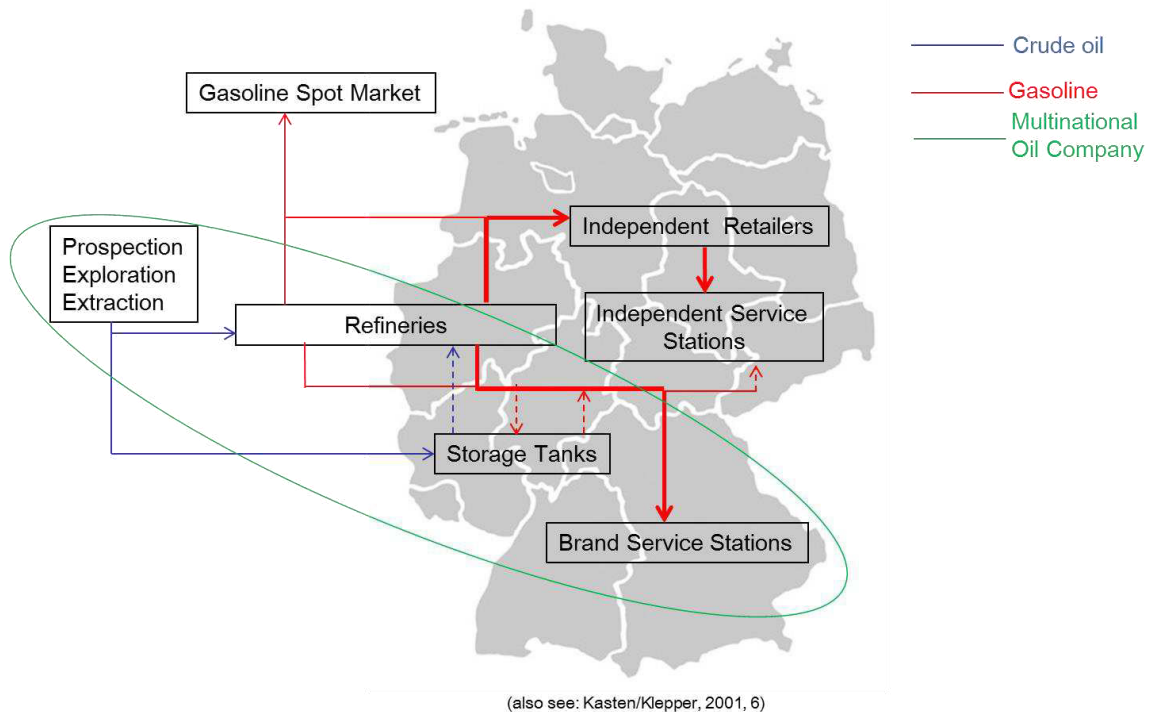 Crude oil
Gasoline Spot Market
Gasoline
Multinational
Oil Company
Independent Retailers
Prospection
Exploration
Extraction
Independent Service
Stations
Refineries
Storage Tanks
Brand Service Stations
(also see: Kasten/Klepper, 2001, 6)